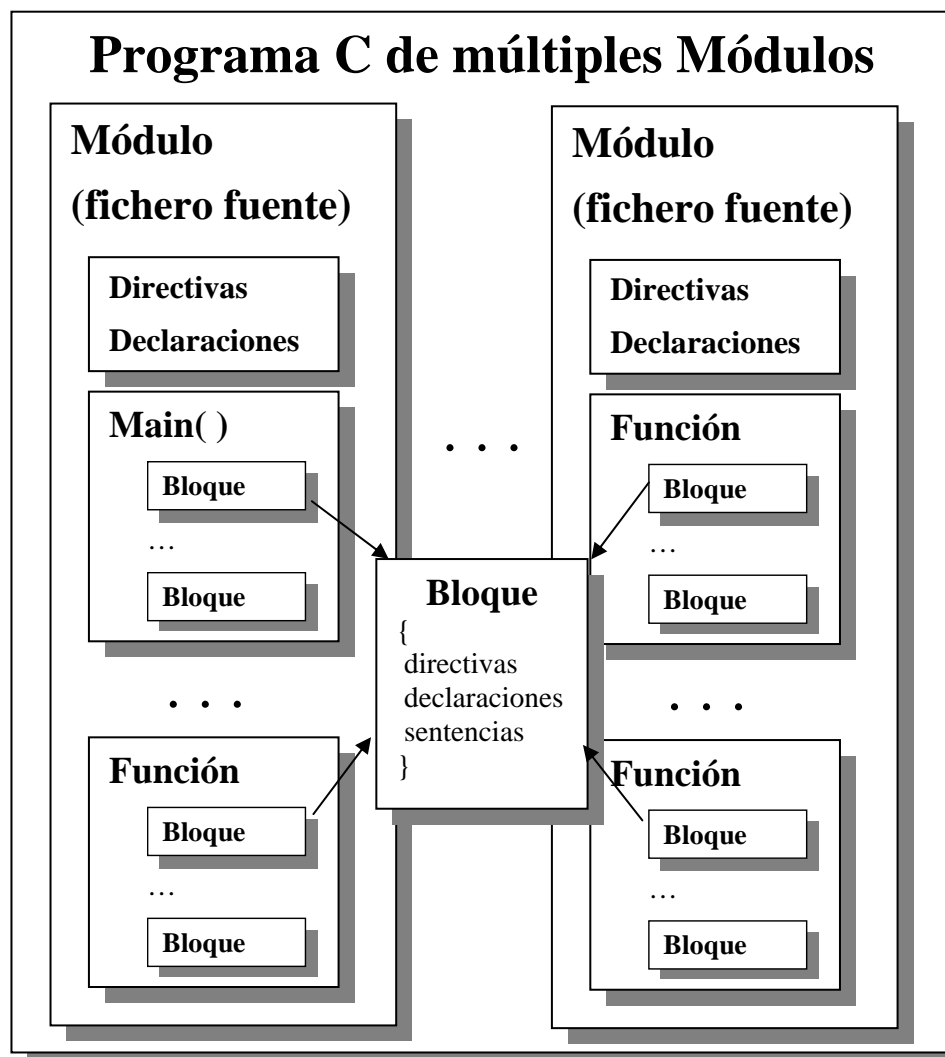 Programa C de múltiples Módulos
Módulo
(fichero fuente)
Directivas
Declaraciones
Main( )
Bloque
…
Bloque
. . .
Función
Bloque
…
Bloque
. . .
Bloque
{
directivas
declaraciones
sentencias
}
Módulo
(fichero fuente)
Directivas
Declaraciones
Función
Bloque
…
Bloque
. . .
Función
Bloque
…
Bloque